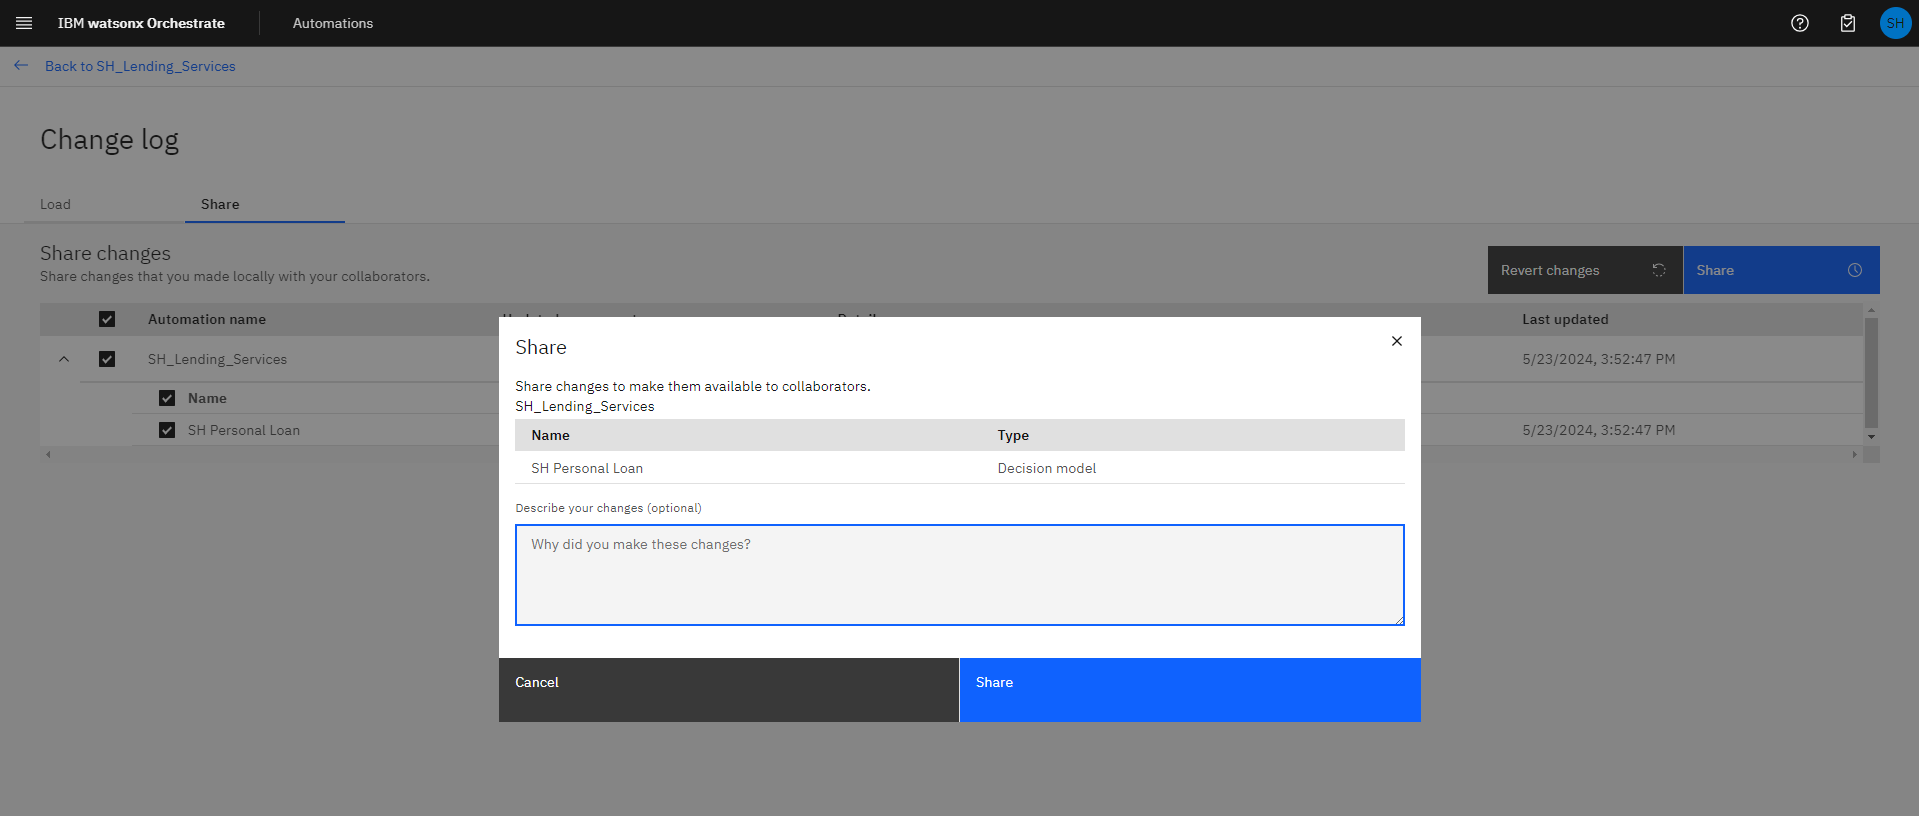 IBM watsonx Orchestrate
Automations
SH
Back to SH_Lending_Services
Change log
Load
Share
Share changes
Share changes that you made locally with your collaborators.
Revert changes
Share
Automation name
Last updated
SH_Lending_Services
5/23/2024, 3:52:47 PM
Name
SH Personal Loan
5/23/2024, 3:52:47 PM
Share
Share changes to make them available to collaborators.
SH_Lending_Services
Name Type
SH Personal Loan Decision model
Describe your changes (optional)
Why did you make these changes?
Cancel
Share